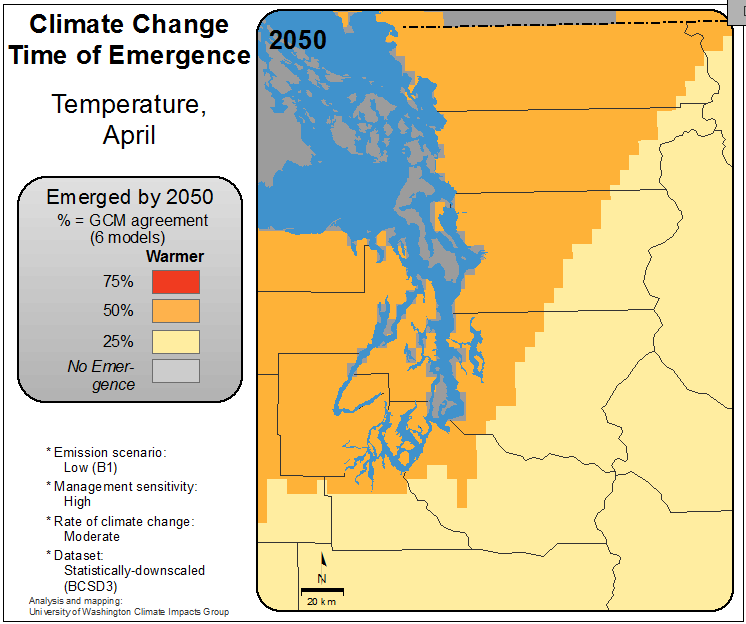 Climate Change
Time of Emergence
Temperature,
April
Emerged by 2050
% = GCM agreement
(6 models)
Warmer
75%
50%
25%
No Emer-
gence
* Emission scenario:
Low (B1)
* Management sensitivity:
High
* Rate of climate change:
Moderate
* Dataset:
Statistically-downscaled
(BCSD3)
Analysis and mapping:
University of Washington Climate Impacts Group
2050
N
20 km